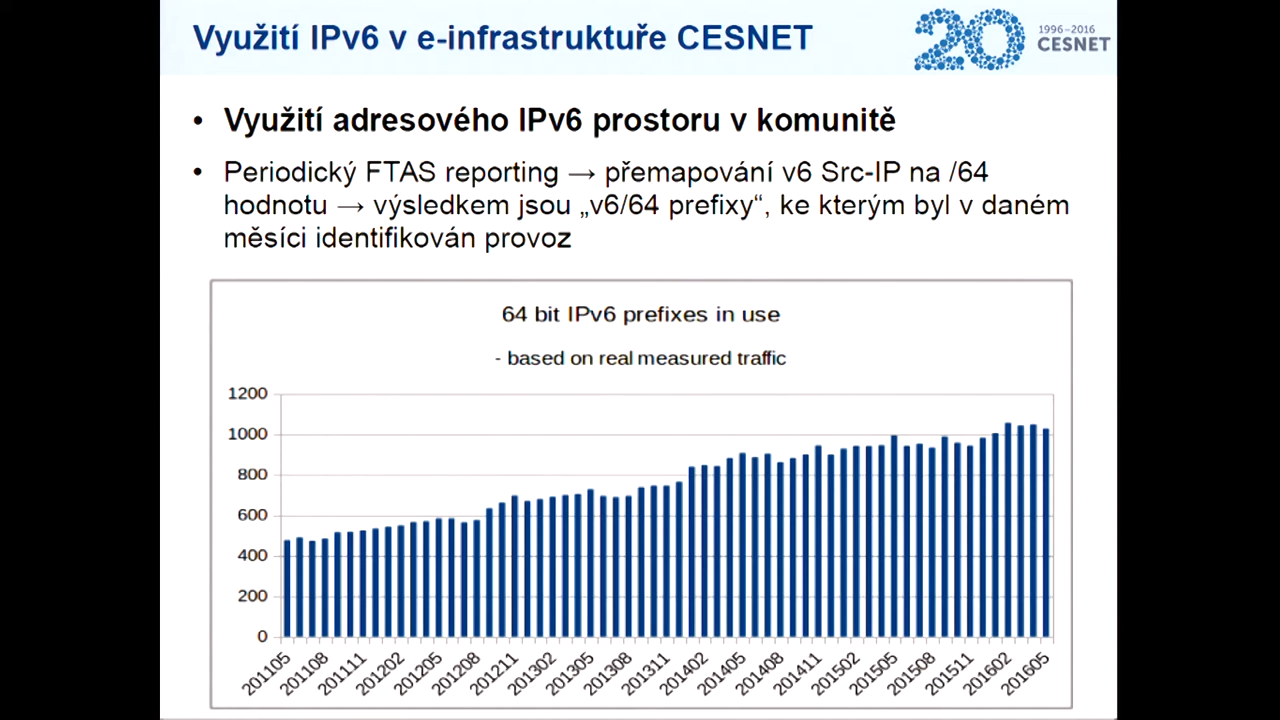 Využití IPv6 v e-infrastruktuře CESNET
20 1996–2016
CESNET
• Využití adresového IPv6 prostoru v komunitě
• Periodický FTAS reporting → přemapování v6 Src-IP na /64
hodnotu → výsledkem jsou „v6/64 prefixy“, ke kterým byl v daném
měsíci identifikován provoz
64 bit IPv6 prefixes in use
- based on real measured traffic
1200
1000
800
600
400
200
0
201105 201108 201111 201202 201205 201208 201211 201302 201305 201308 201311 201402 201405 201408 201411 201502 201505 201508 201511 201602 201605